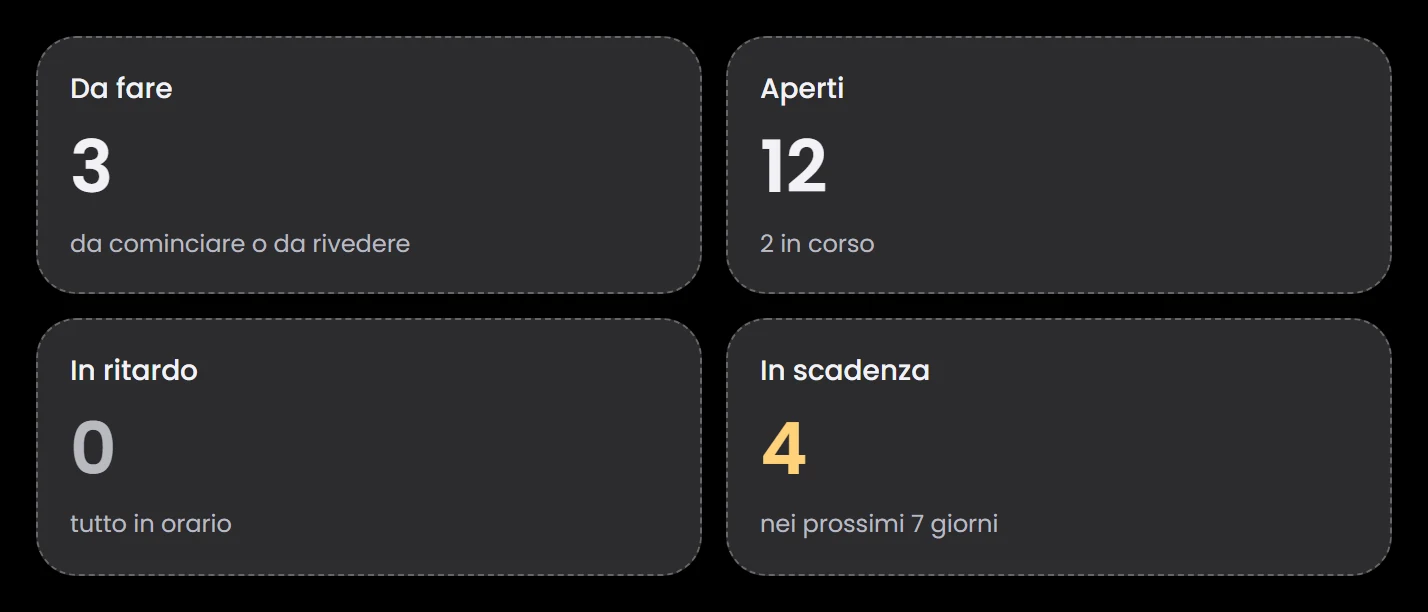 Da fare
3
da cominciare o da rivedere
Aperti
12
2 in corso
In ritardo
0
tutto in orario
In scadenza
4
nei prossimi 7 giorni